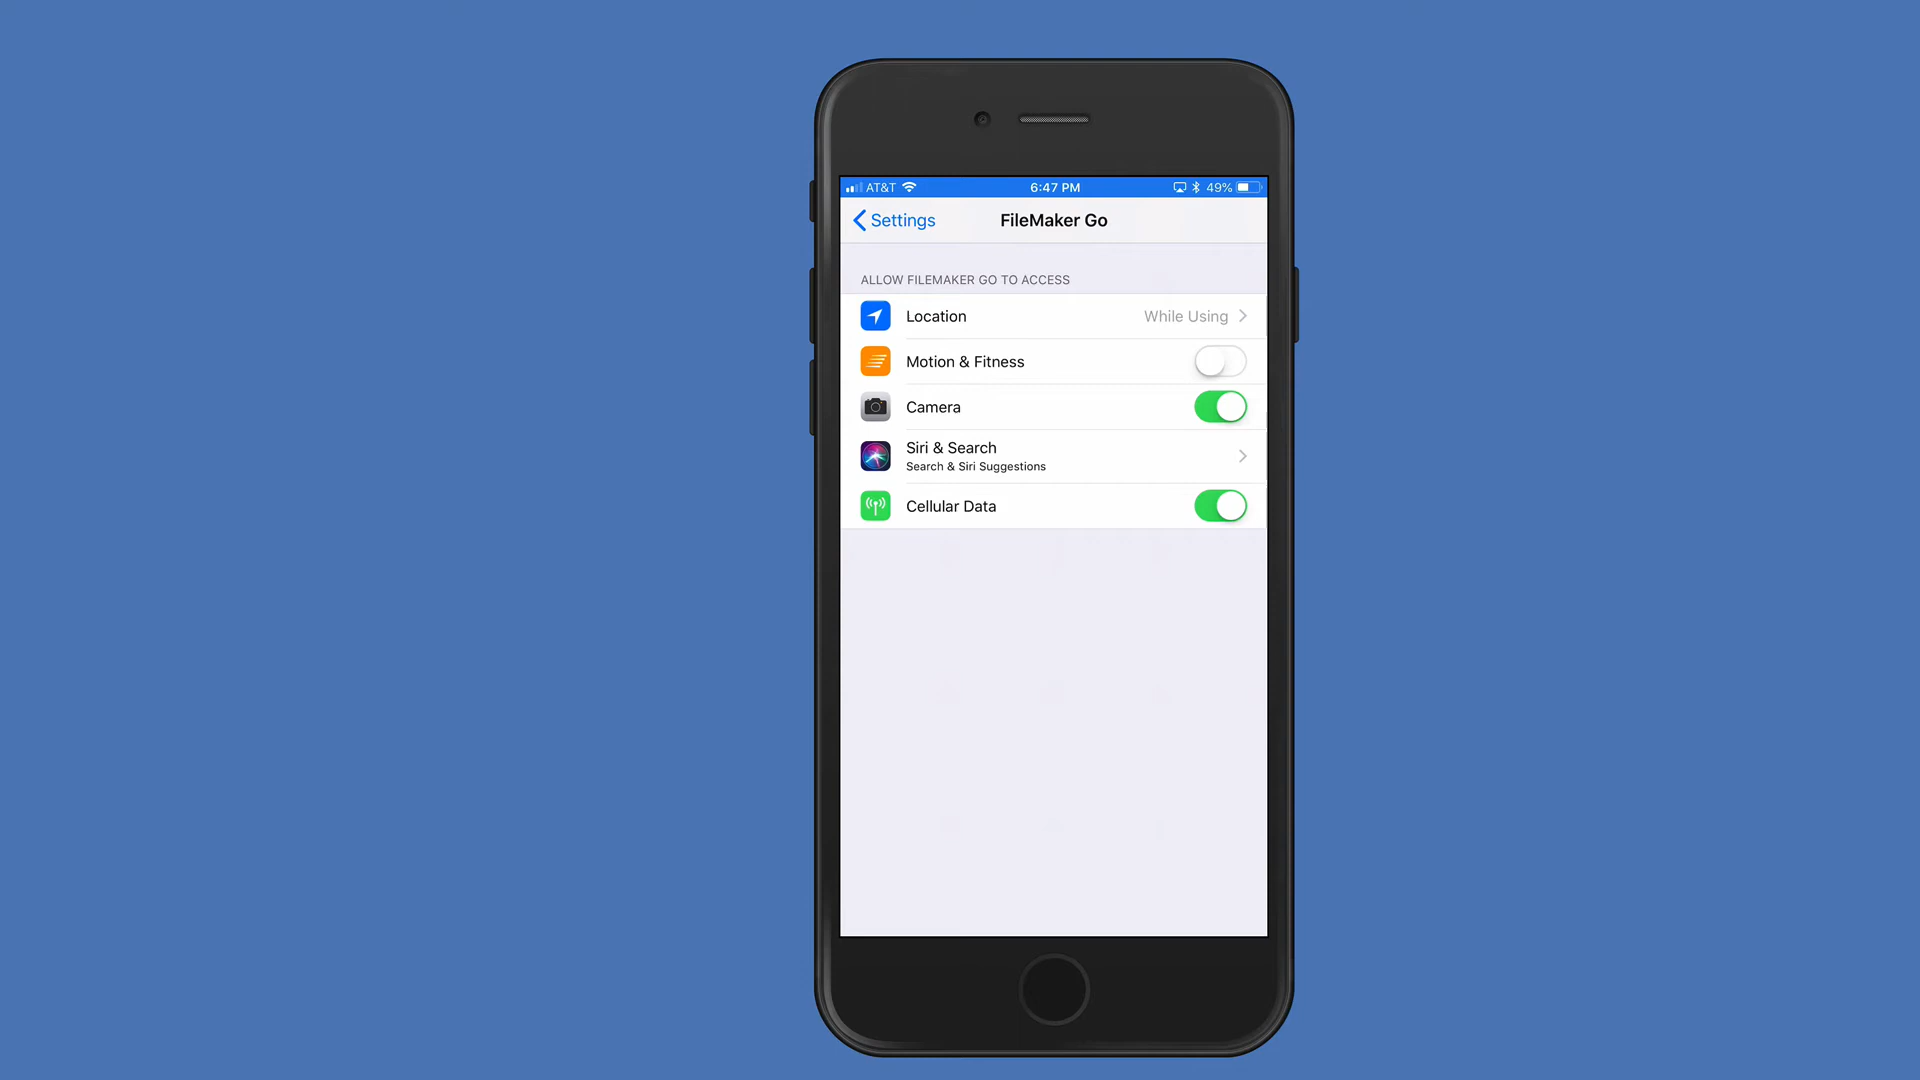 AT&T 6:47 PM 49%
Settings FileMaker Go
ALLOW FILEMAKER GO TO ACCESS
Location While Using
Motion & Fitness
Camera
Siri & Search
Search & Siri Suggestions
Cellular Data